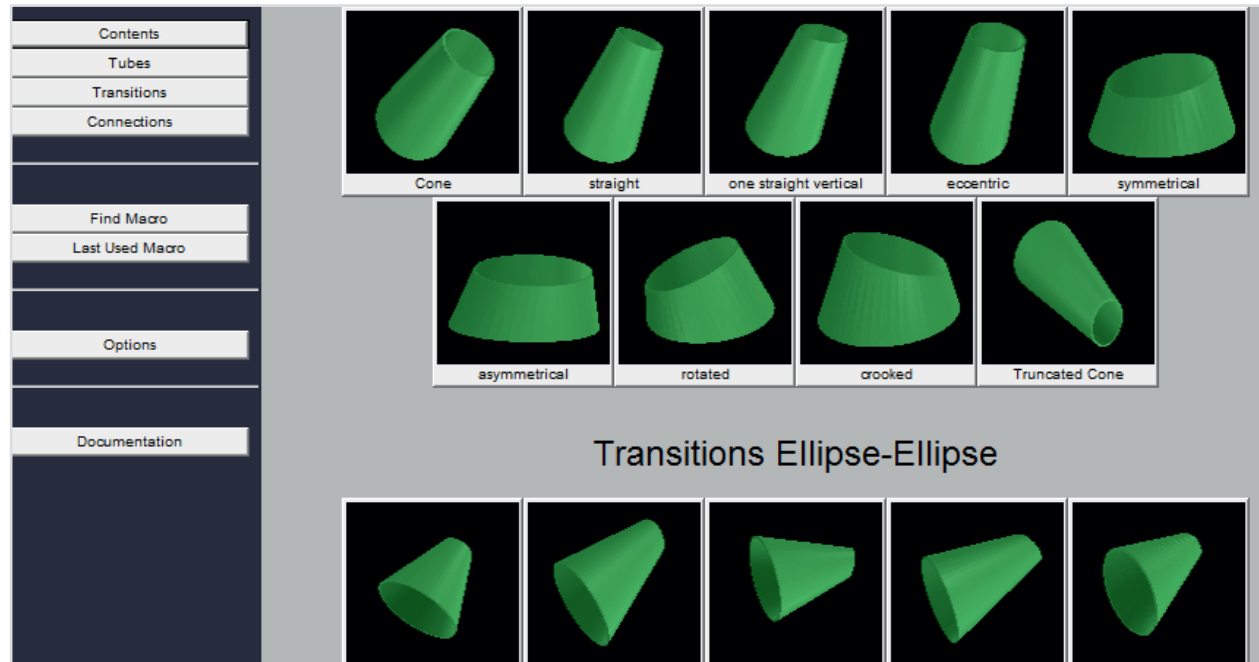 Contents
Tubes
Transitions
Connections
Find Macro
Last Used Macro
Options
Documentation
Cone
straight
one straight vertical
eccentric
symmetrical
asymmetrical
rotated
crooked
Truncated Cone
Transitions Ellipse-Ellipse